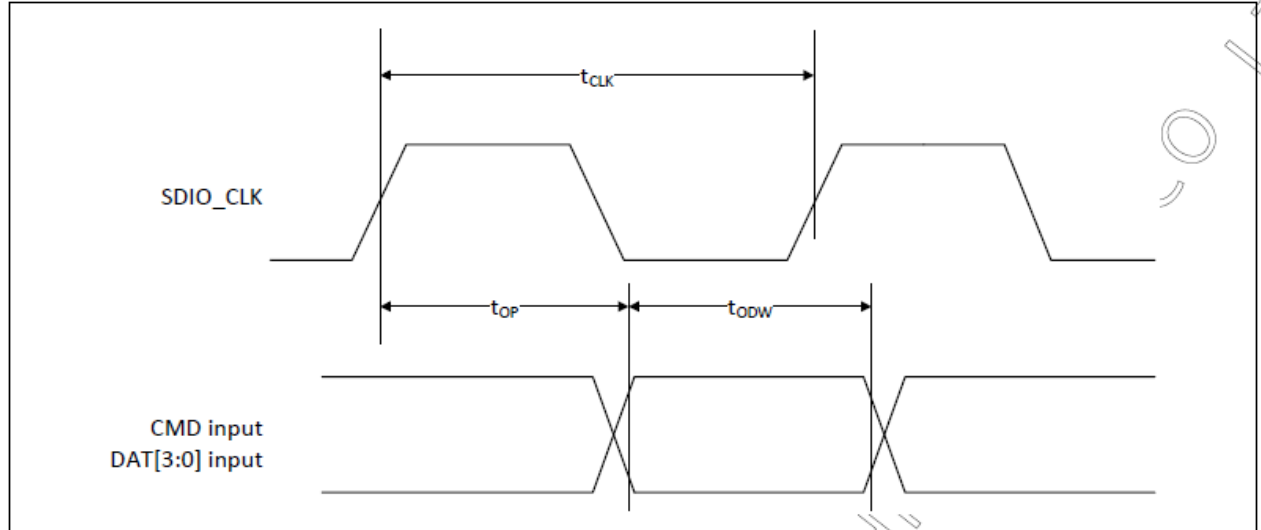 tCLK
SDIO_CLK
tOP
tODW
CMD input
DAT[3:0] input